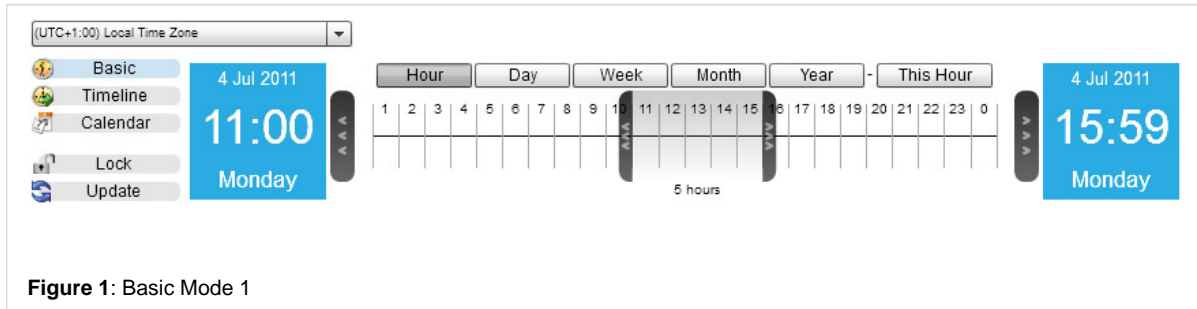 (UTC+1:00) Local Time Zone
Basic
Timeline
Calendar
Lock
Update
4 Jul 2011
11:00
Monday
<<<
Hour Day Week Month Year - This Hour
1 2 3 4 5 6 7 8 9 10 11 12 13 14 15 16 17 18 19 20 21 22 23 0
<<< >>>
5 hours
>>>
4 Jul 2011
15:59
Monday
Figure 1: Basic Mode 1